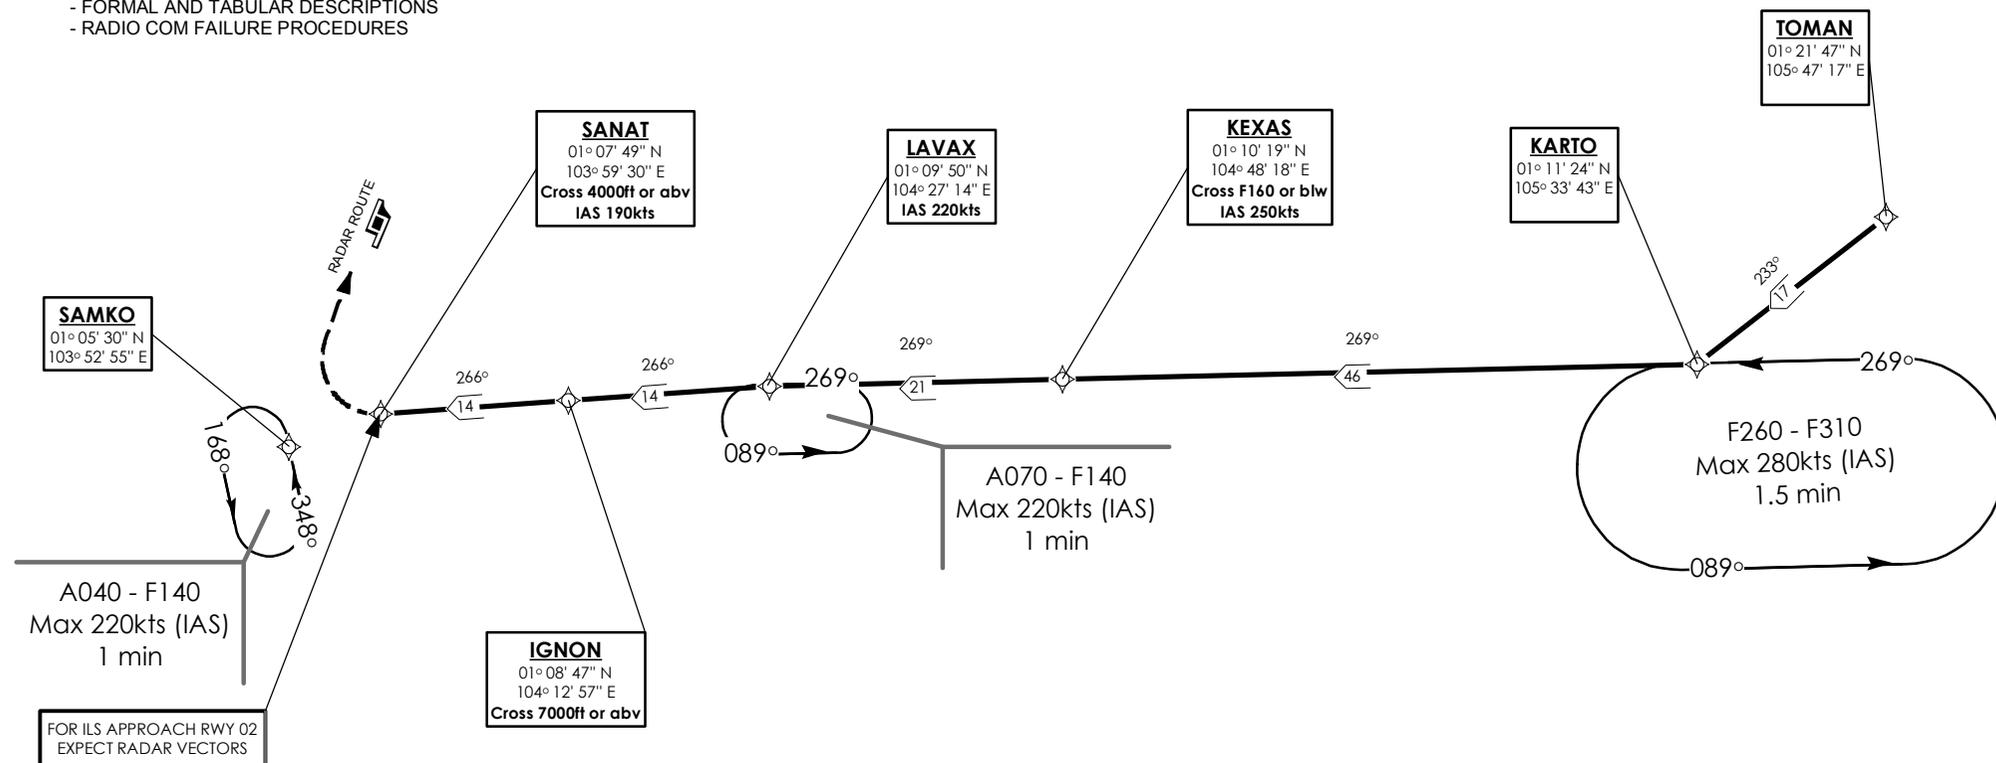 - FORMAL AND TABULAR DESCRIPTIONS
- RADIO COM FAILURE PROCEDURES
TOMAN
01° 21' 47" N
105° 47' 17" E
SANAT
01° 07' 49" N
103° 59' 30" E
Cross 4000ft or abv
IAS 190kts
LAVAX
01° 09' 50" N
104° 27' 14" E
IAS 220kts
KEXAS
01° 10' 19" N
104° 48' 18" E
Cross F160 or blw
IAS 250kts
KARTO
01° 11' 24" N
105° 33' 43" E
RADAR ROUTE
233°
17
SAMKO
01° 05' 30" N
103° 52' 55" E
266°
14
266°
14
269°
21
269°
46
269°
089°
269°
089°
168°
348°
F260 - F310
Max 280kts (IAS)
1.5 min
A070 - F140
Max 220kts (IAS)
1 min
A040 - F140
Max 220kts (IAS)
1 min
IGNON
01° 08' 47" N
104° 12' 57" E
Cross 7000ft or abv
FOR ILS APPROACH RWY 02
EXPECT RADAR VECTORS